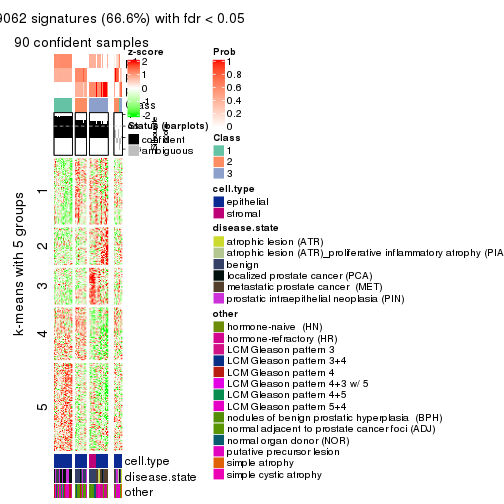 9062 signatures (66.6%) with fdr < 0.05
90 confident samples
z-score
2
1
0
-1
-2
Status (barplots)
confident
ambiguous
k-means with 5 groups
1
2
3
4
5
cell.type
disease.state
other
Prob
1
0.8
0.6
0.4
0.2
0
Class
1
2
3
cell.type
epithelial
stromal
disease.state
atrophic lesion (ATR)
atrophic lesion (ATR)_proliferative inflammatory atrophy (PIA
benign
localized prostate cancer (PCA)
metastatic prostate cancer  (MET)
prostatic intraepithelial neoplasia (PIN)
other
hormone-naive  (HN)
hormone-refractory (HR)
LCM Gleason pattern 3
LCM Gleason pattern 3+4
LCM Gleason pattern 4
LCM Gleason pattern 4+3 w/ 5
LCM Gleason pattern 4+5
LCM Gleason pattern 5+4
nodules of benign prostatic hyperplasia  (BPH)
normal adjacent to prostate cancer foci (ADJ)
normal organ donor (NOR)
putative precursor lesion
simple atrophy
simple cystic atrophy